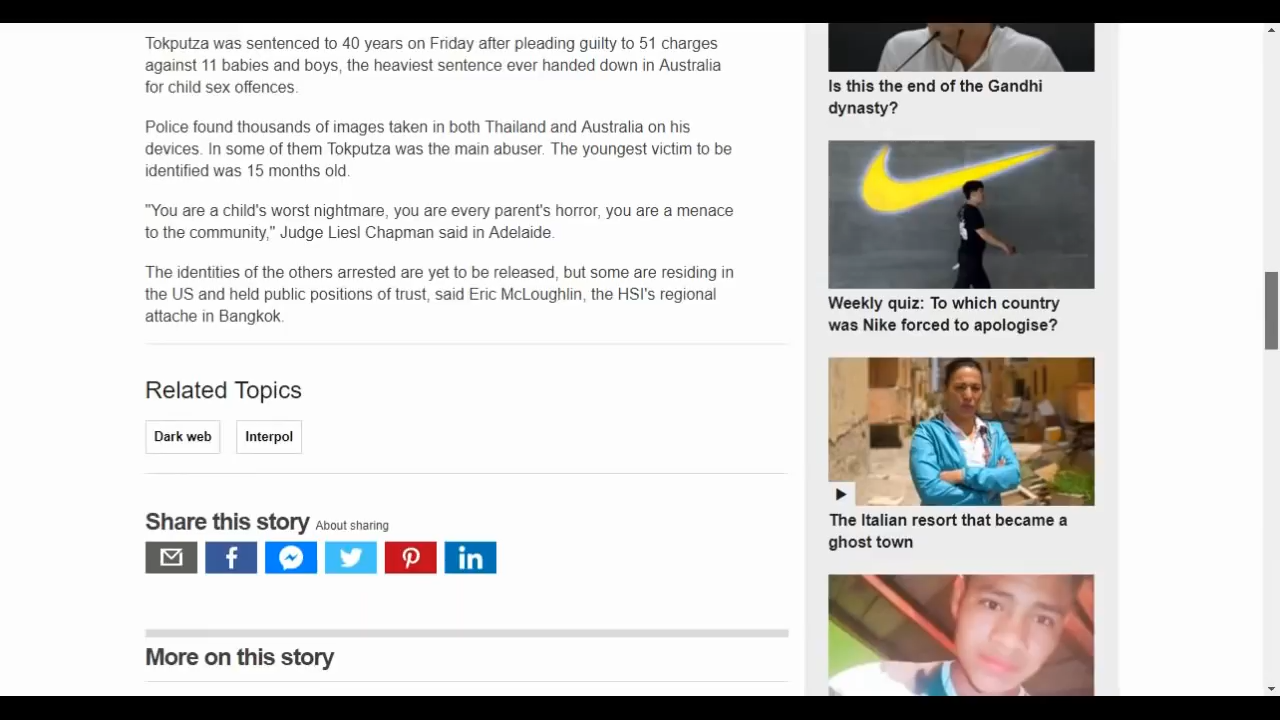 Tokputza was sentenced to 40 years on Friday after pleading guilty to 51 charges
against 11 babies and boys, the heaviest sentence ever handed down in Australia
for child sex offences.
Police found thousands of images taken in both Thailand and Australia on his
devices. In some of them Tokputza was the main abuser. The youngest victim to be
identified was 15 months old.
"You are a child's worst nightmare, you are every parent's horror, you are a menace
to the community," Judge Liesl Chapman said in Adelaide.
The identities of the others arrested are yet to be released, but some are residing in
the US and held public positions of trust, said Eric McLoughlin, the HSI's regional
attache in Bangkok.
Related Topics
Dark web
Interpol
Share this story About sharing
More on this story
Is this the end of the Gandhi
dynasty?
Weekly quiz: To which country
was Nike forced to apologise?
The Italian resort that became a
ghost town